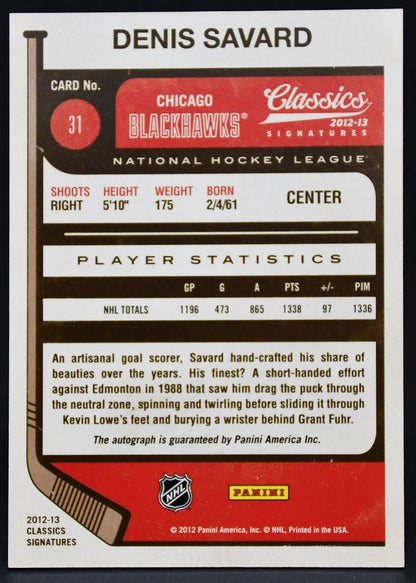 DENIS SAVARD
CARD No.
31
CHICAGO
BLACKHAWKS®
Classics
2012-13
SIGNATURES
NATIONAL HOCKEY LEAGUE
SHOOTS HEIGHT WEIGHT BORN
RIGHT 5'10" 175 2/4/61
CENTER
PLAYER STATISTICS
GP G A PTS +/- PIM
NHL TOTALS 1196 473 865 1338 97 1336
An artisanal goal scorer, Savard hand-crafted his share of
beauties over the years. His finest? A short-handed effort
against Edmonton in 1988 that saw him drag the puck through
the neutral zone, spinning and twirling before sliding it through
Kevin Lowe's feet and burying a wrister behind Grant Fuhr.
The autograph is guaranteed by Panini America Inc.
NHL
PANINI
2012-13
CLASSICS
SIGNATURES
© 2012 Panini America, Inc. © NHL, Printed in the USA.